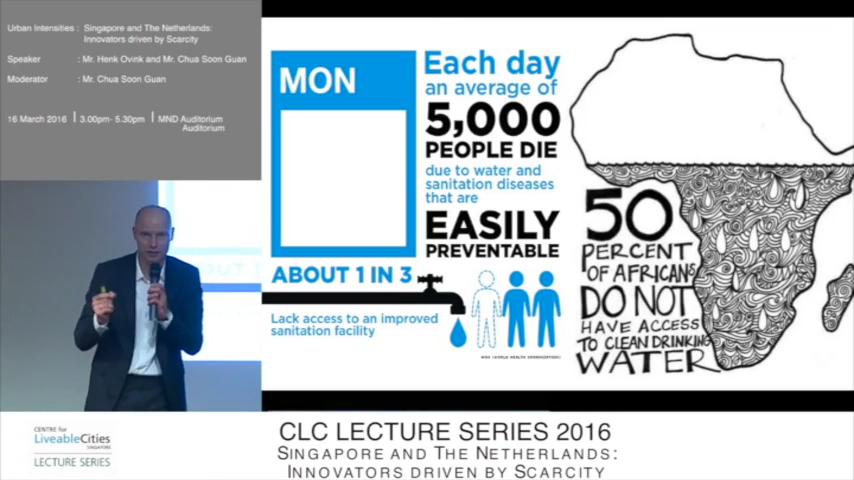 Urban Intensities : Singapore and The Netherlands:
Innovators driven by Scarcity
Speaker : Mr. Henk Ovink and Mr. Chua Soon Guan
Moderator : Mr. Chua Soon Guan
16 March 2016 | 3.00pm- 5.30pm | MND Auditorium
Auditorium
MON
Each day
an average of
5,000
PEOPLE DIE
due to water and
sanitation diseases
that are
EASILY
PREVENTABLE
ABOUT 1 IN 3
Lack access to an improved
sanitation facility
WHO (WORLD HEALTH ORGANIZATION)
50
PERCENT
OF AFRICANS
DO NOT
HAVE ACCESS
TO CLEAN DRINKING
WATER
CENTRE for
LiveableCities
SINGAPORE
LECTURE SERIES
CLC LECTURE SERIES 2016
SINGAPORE AND THE NETHERLANDS:
INNOVATORS DRIVEN BY SCARCITY